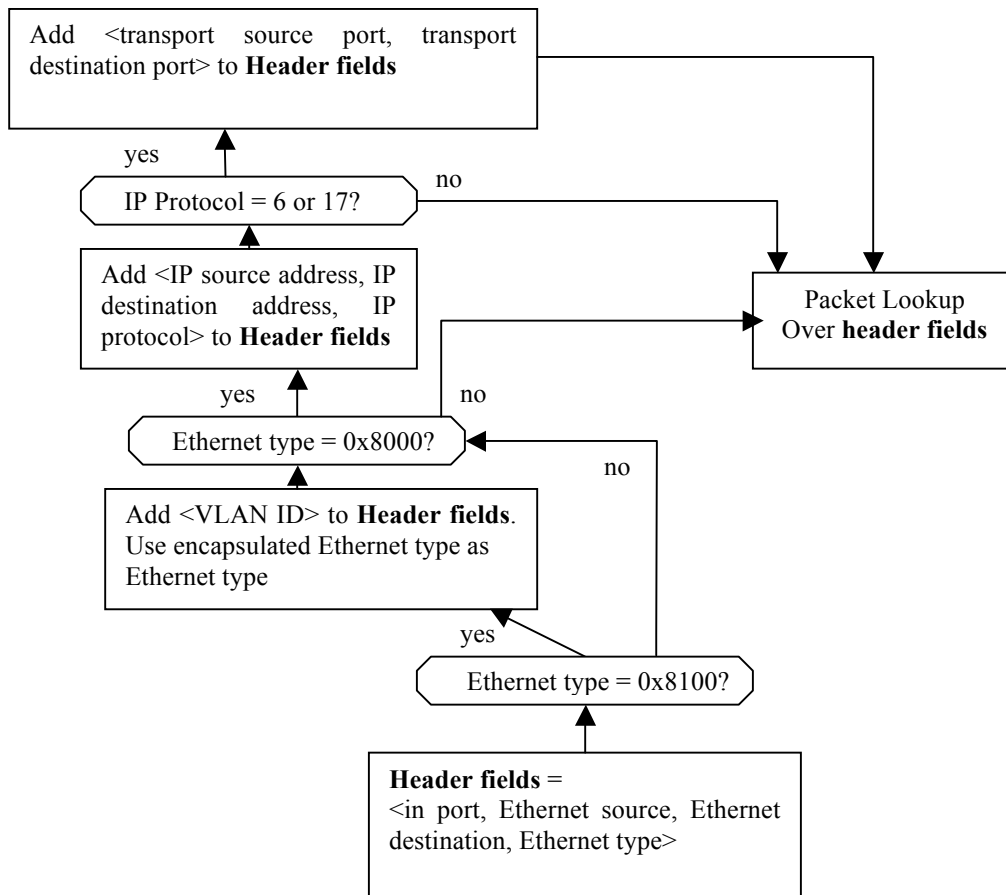 Add <transport source port, transport
destination port> to Header fields
yes
IP Protocol = 6 or 17?
no
Add <IP source address, IP
destination address, IP
protocol> to Header fields
Packet Lookup
Over header fields
yes
no
Ethernet type = 0x8000?
no
Add <VLAN ID> to Header fields.
Use encapsulated Ethernet type as
Ethernet type
yes
Ethernet type = 0x8100?
Header fields =
<in port, Ethernet source, Ethernet
destination, Ethernet type>